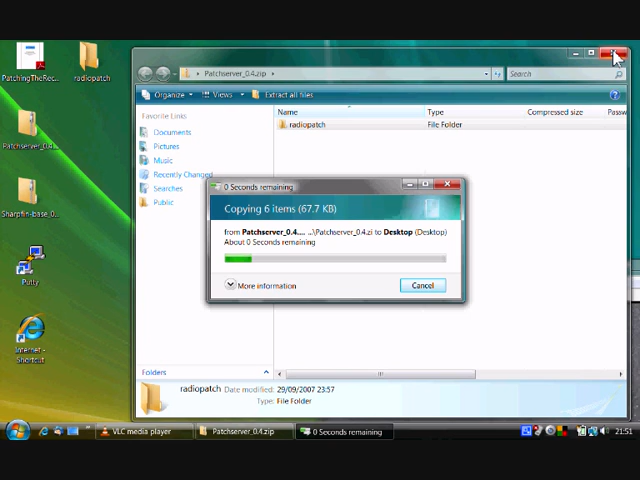 PatchingTheRec...
radiopatch
Patchserver_0.4...
Sharpfin-base_0...
Putty
Internet - Shortcut
Patchserver_0.4.zip
Search
Organize
Views
Extract all files
Favorite Links
Documents
Pictures
Music
Recently Changed
Searches
Public
Folders
Name
Type
Compressed size
Passw
radiopatch
File Folder
0 Seconds remaining
Copying 6 items (67.7 KB)
from Patchserver_0.4.... ...\Patchserver_0.4.zi to Desktop (Desktop)
About 0 Seconds remaining
More information
Cancel
radiopatch Date modified: 29/09/2007 23:57
Type: File Folder
VLC media player
Patchserver_0.4.zip
0 Seconds remaining
21:51